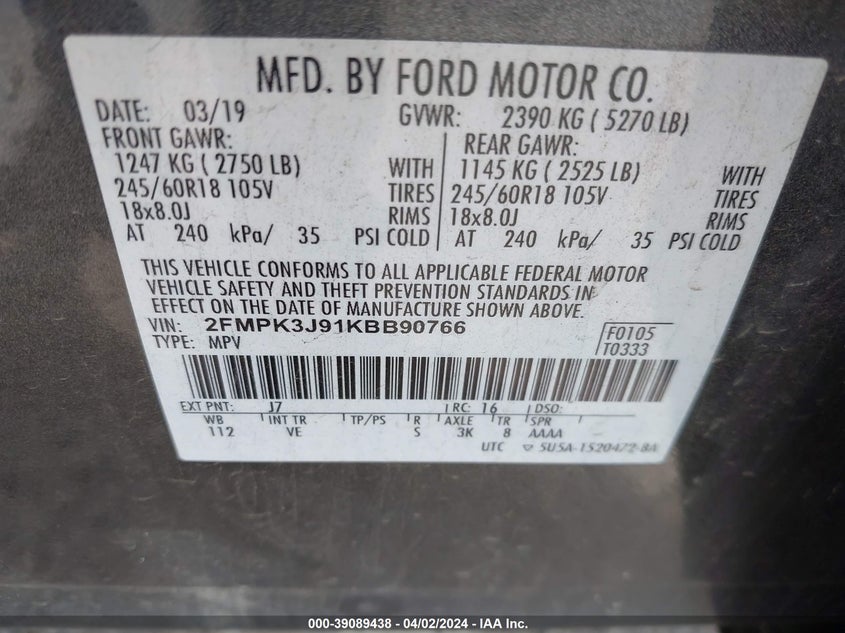 MFD. BY FORD MOTOR CO.
DATE: 03/19 GVWR: 2390 KG ( 5270 LB)
FRONT GAWR: REAR GAWR:
1247 KG ( 2750 LB) WITH 1145 KG ( 2525 LB) WITH
245/60R18 105V TIRES 245/60R18 105V TIRES
18x8.0J RIMS 18x8.0J RIMS
AT 240 kPa/ 35 PSI COLD AT 240 kPa/ 35 PSI COLD
THIS VEHICLE CONFORMS TO ALL APPLICABLE FEDERAL MOTOR
VEHICLE SAFETY AND THEFT PREVENTION STANDARDS IN
EFFECT ON THE DATE OF MANUFACTURE SHOWN ABOVE.
VIN: 2FMPK3J91KBB90766 F0105
TYPE: MPV T0333
EXT PNT: J7 RC: 16 DSO:
WB INT TR TP/PS R AXLE TR SPR
112 VE S 3K 8 AAAA
UTC ▽ 5U5A-1520472-BA
000-39089438 - 04/02/2024 - IAA Inc.